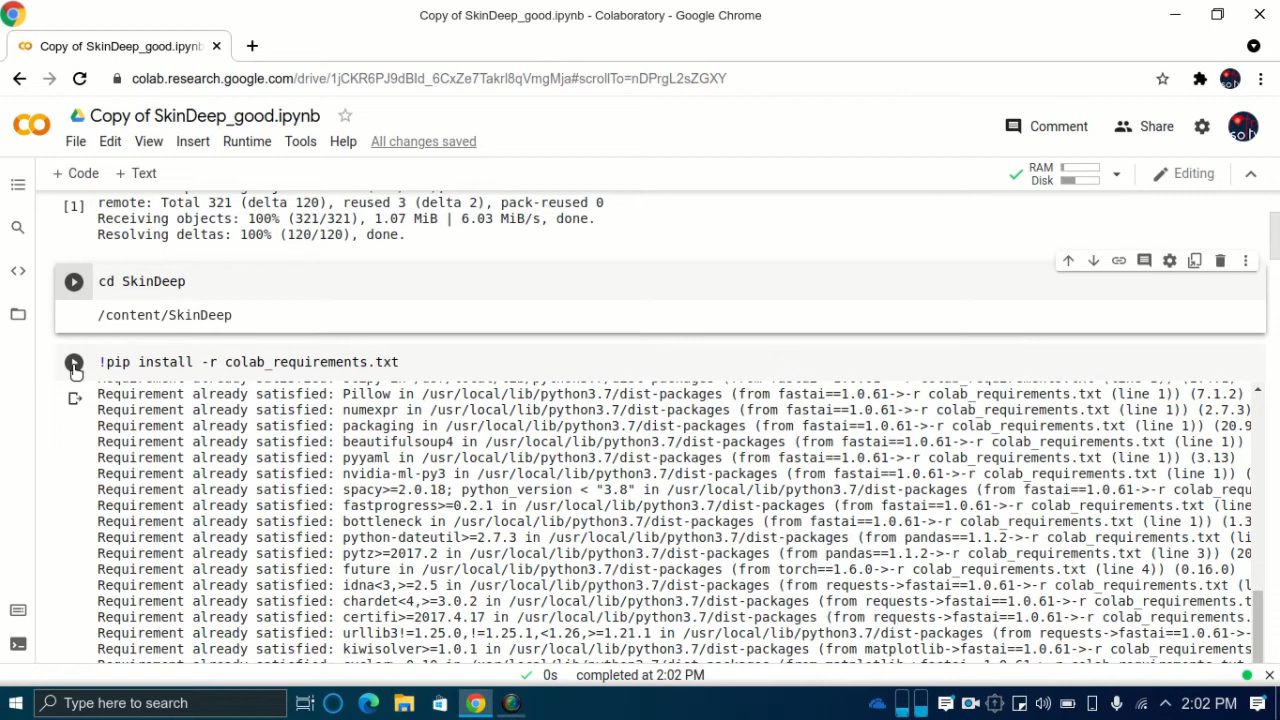 Copy of SkinDeep_good.ipynb - Colaboratory - Google Chrome
Copy of SkinDeep_good.ipynb
colab.research.google.com/drive/1jCKR6PJ9dBId_6CxZe7Takrl8qVmgMja#scrollTo=nDPrgL2sZGXY
Copy of SkinDeep_good.ipynb
Comment
Share
File Edit View Insert Runtime Tools Help All changes saved
+ Code + Text
RAM
Disk
Editing
[1]
remote: Total 321 (delta 120), reused 3 (delta 2), pack-reused 0
Receiving objects: 100% (321/321), 1.07 MiB | 6.03 MiB/s, done.
Resolving deltas: 100% (120/120), done.
cd SkinDeep
/content/SkinDeep
!pip install -r colab_requirements.txt
Requirement already satisfied: Pillow in /usr/local/lib/python3.7/dist-packages (from fastai==1.0.61->-r colab_requirements.txt (line 1)) (7.1.2)
Requirement already satisfied: numexpr in /usr/local/lib/python3.7/dist-packages (from fastai==1.0.61->-r colab_requirements.txt (line 1)) (2.7.3)
Requirement already satisfied: packaging in /usr/local/lib/python3.7/dist-packages (from fastai==1.0.61->-r colab_requirements.txt (line 1)) (20.9
Requirement already satisfied: beautifulsoup4 in /usr/local/lib/python3.7/dist-packages (from fastai==1.0.61->-r colab_requirements.txt (line 1))
Requirement already satisfied: pyyaml in /usr/local/lib/python3.7/dist-packages (from fastai==1.0.61->-r colab_requirements.txt (line 1)) (3.13)
Requirement already satisfied: nvidia-ml-py3 in /usr/local/lib/python3.7/dist-packages (from fastai==1.0.61->-r colab_requirements.txt (line 1)) (
Requirement already satisfied: spacy>=2.0.18; python_version < "3.8" in /usr/local/lib/python3.7/dist-packages (from fastai==1.0.61->-r colab_requ
Requirement already satisfied: fastprogress>=0.2.1 in /usr/local/lib/python3.7/dist-packages (from fastai==1.0.61->-r colab_requirements.txt (line
Requirement already satisfied: bottleneck in /usr/local/lib/python3.7/dist-packages (from fastai==1.0.61->-r colab_requirements.txt (line 1)) (1.3
Requirement already satisfied: python-dateutil>=2.7.3 in /usr/local/lib/python3.7/dist-packages (from pandas==1.1.2->-r colab_requirements.txt (li
Requirement already satisfied: pytz>=2017.2 in /usr/local/lib/python3.7/dist-packages (from pandas==1.1.2->-r colab_requirements.txt (line 3)) (20
Requirement already satisfied: future in /usr/local/lib/python3.7/dist-packages (from torch==1.6.0->-r colab_requirements.txt (line 4)) (0.16.0)
Requirement already satisfied: idna<3,>=2.5 in /usr/local/lib/python3.7/dist-packages (from requests->fastai==1.0.61->-r colab_requirements.txt (l
Requirement already satisfied: chardet<4,>=3.0.2 in /usr/local/lib/python3.7/dist-packages (from requests->fastai==1.0.61->-r colab_requirements.t
Requirement already satisfied: certifi>=2017.4.17 in /usr/local/lib/python3.7/dist-packages (from requests->fastai==1.0.61->-r colab_requirements.
Requirement already satisfied: urllib3!=1.25.0,!=1.25.1,<1.26,>=1.21.1 in /usr/local/lib/python3.7/dist-packages (from requests->fastai==1.0.61->-
Requirement already satisfied: kiwisolver>=1.0.1 in /usr/local/lib/python3.7/dist-packages (from matplotlib->fastai==1.0.61->-r colab_requirements
0s completed at 2:02 PM
Type here to search
2:02 PM